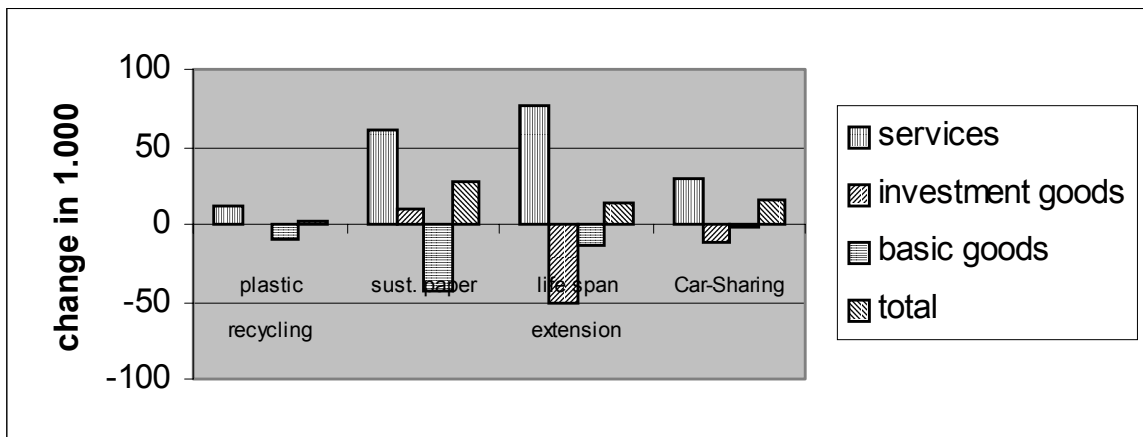 change in 1.000
100
50
0
-50
-100
plastic recycling
sust. paper
life span extension
Car-Sharing
services
investment goods
basic goods
total